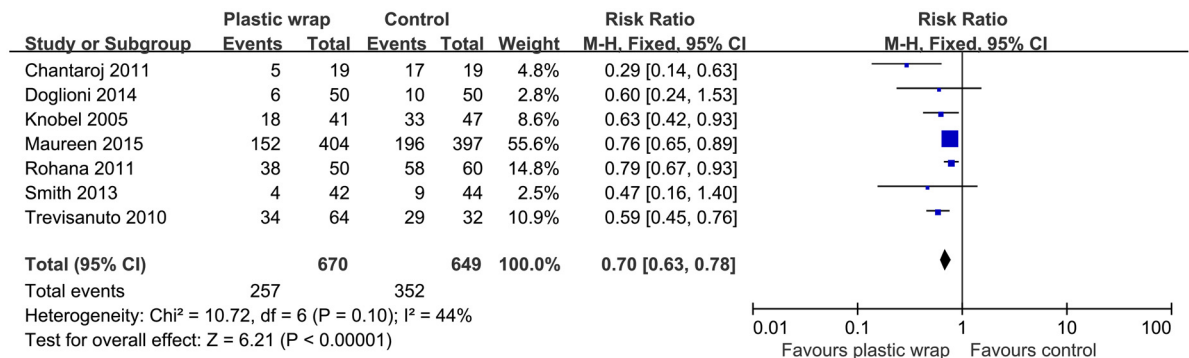 Plastic wrap Control Risk Ratio Risk Ratio
Study or Subgroup Events Total Events Total Weight M-H, Fixed, 95% CI M-H, Fixed, 95% CI
Chantaroj 2011 5 19 17 19 4.8% 0.29 [0.14, 0.63]
Doglioni 2014 6 50 10 50 2.8% 0.60 [0.24, 1.53]
Knobel 2005 18 41 33 47 8.6% 0.63 [0.42, 0.93]
Maureen 2015 152 404 196 397 55.6% 0.76 [0.65, 0.89]
Rohana 2011 38 50 58 60 14.8% 0.79 [0.67, 0.93]
Smith 2013 4 42 9 44 2.5% 0.47 [0.16, 1.40]
Trevisanuto 2010 34 64 29 32 10.9% 0.59 [0.45, 0.76]
Total (95% CI) 670 649 100.0% 0.70 [0.63, 0.78]
Total events 257 352
Heterogeneity: Chi² = 10.72, df = 6 (P = 0.10); I² = 44%
Test for overall effect: Z = 6.21 (P < 0.00001)
0.01 0.1 1 10 100
Favours plastic wrap Favours control